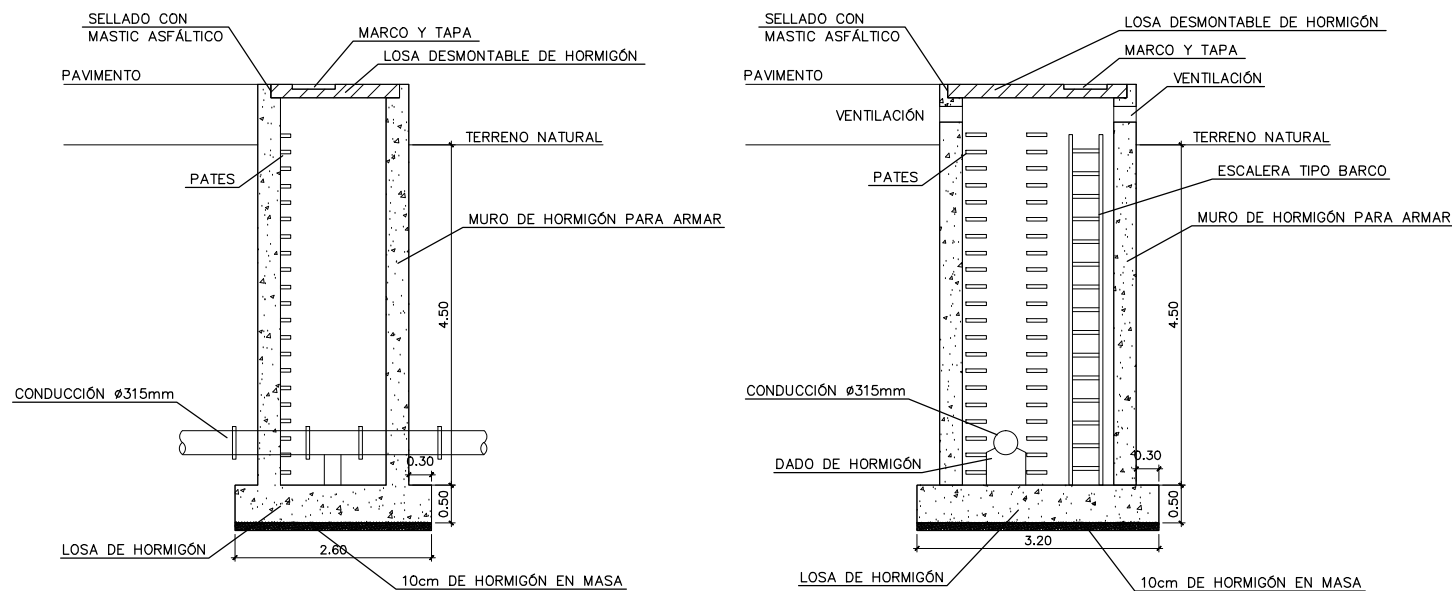 SELLADO CON
MASTIC ASFÁLTICO
MARCO Y TAPA
LOSA DESMONTABLE DE HORMIGÓN
PAVIMENTO
TERRENO NATURAL
PATES
MURO DE HORMIGÓN PARA ARMAR
4.50
CONDUCCIÓN ø315mm
0.30
0.50
LOSA DE HORMIGÓN
2.60
10cm DE HORMIGÓN EN MASA
SELLADO CON
MASTIC ASFÁLTICO
LOSA DESMONTABLE DE HORMIGÓN
MARCO Y TAPA
PAVIMENTO
VENTILACIÓN
VENTILACIÓN
TERRENO NATURAL
PATES
ESCALERA TIPO BARCO
MURO DE HORMIGÓN PARA ARMAR
4.50
CONDUCCIÓN ø315mm
DADO DE HORMIGÓN
0.30
0.50
3.20
LOSA DE HORMIGÓN
10cm DE HORMIGÓN EN MASA